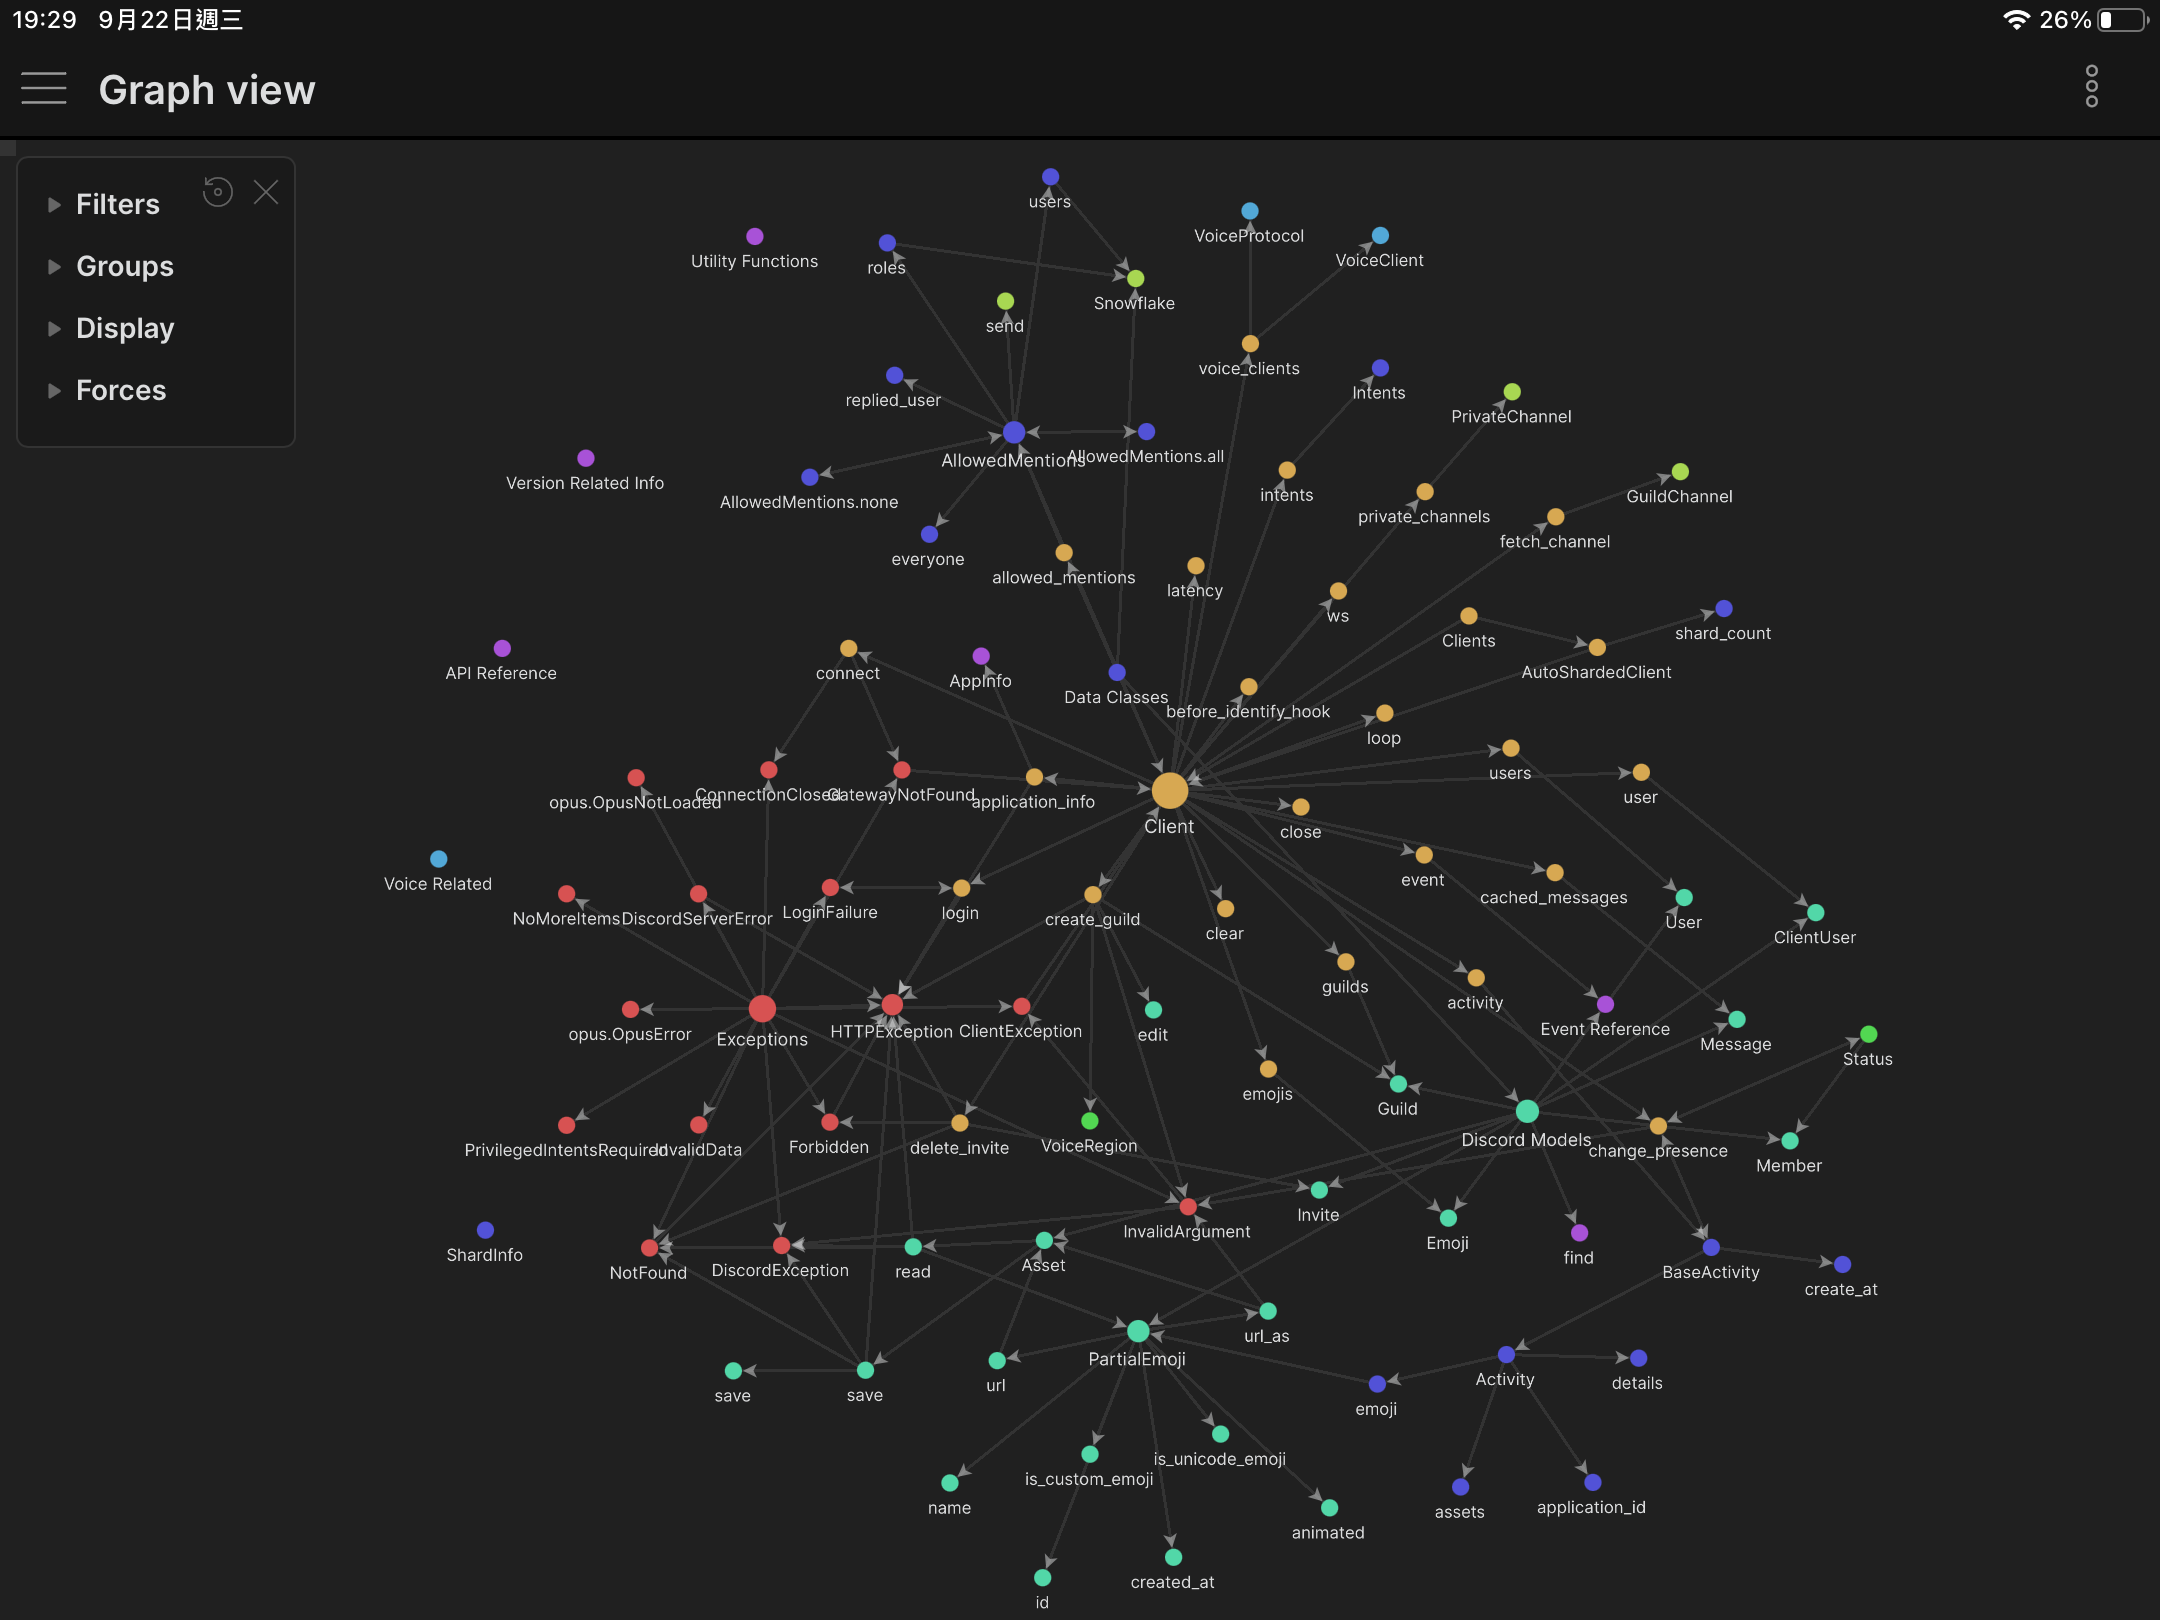 19:29 9月22日週三
26%
Graph view
Filters
Groups
Display
Forces
users
VoiceProtocol
VoiceClient
Utility Functions
roles
Snowflake
send
voice_clients
Intents
replied_user
PrivateChannel
AllowedMentions
AllowedMentions.all
Version Related Info
AllowedMentions.none
intents
GuildChannel
private_channels
fetch_channel
everyone
allowed_mentions
latency
ws
Clients
shard_count
API Reference
connect
AppInfo
AutoShardedClient
Data Classes
before_identify_hook
loop
users
user
opus.OpusNotLoaded
ConnectionClosed
GatewayNotFound
application_info
Client
close
Voice Related
event
cached_messages
NoMoreItems
DiscordServerError
LoginFailure
login
create_guild
clear
User
ClientUser
guilds
activity
opus.OpusError
Exceptions
HTTPException
ClientException
edit
Event Reference
Message
Status
emojis
Guild
PrivilegedIntentsRequired
InvalidData
Forbidden
delete_invite
VoiceRegion
Discord Models
change_presence
Member
ShardInfo
InvalidArgument
Invite
Emoji
find
NotFound
DiscordException
read
Asset
BaseActivity
create_at
url_as
PartialEmoji
save
save
url
emoji
Activity
details
is_unicode_emoji
is_custom_emoji
name
animated
assets
application_id
created_at
id